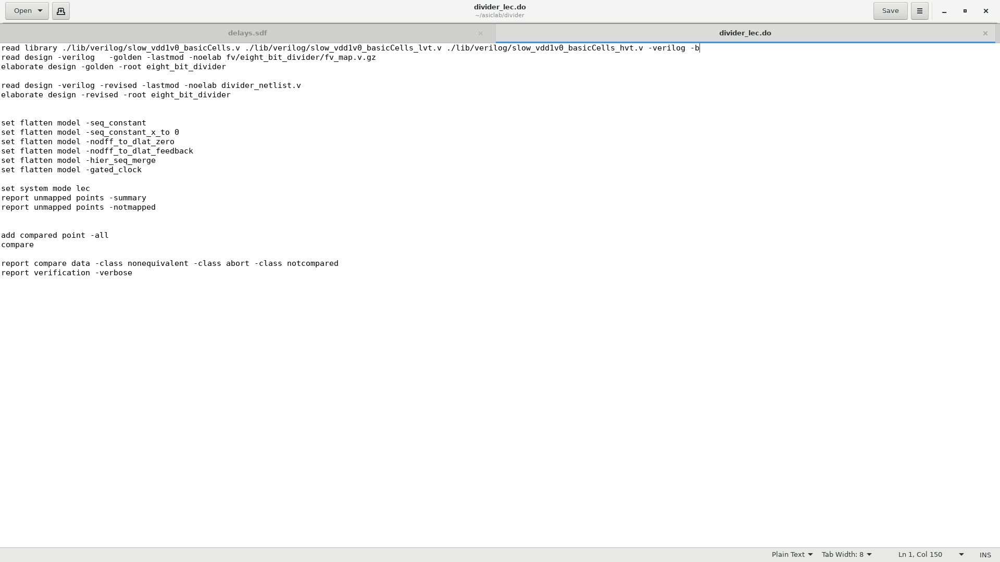 Open
divider_lec.do
~/asiclab/divider
Save
delays.sdf
divider_lec.do
read library ./lib/verilog/slow_vdd1v0_basicCells.v ./lib/verilog/slow_vdd1v0_basicCells_lvt.v ./lib/verilog/slow_vdd1v0_basicCells_hvt.v -verilog -b
read design -verilog   -golden -lastmod -noelab fv/eight_bit_divider/fv_map.v.gz
elaborate design -golden -root eight_bit_divider
read design -verilog -revised -lastmod -noelab divider_netlist.v
elaborate design -revised -root eight_bit_divider
set flatten model -seq_constant
set flatten model -seq_constant_x_to 0
set flatten model -nodff_to_dlat_zero
set flatten model -nodff_to_dlat_feedback
set flatten model -hier_seq_merge
set flatten model -gated_clock
set system mode lec
report unmapped points -summary
report unmapped points -notmapped
add compared point -all
compare
report compare data -class nonequivalent -class abort -class notcompared
report verification -verbose
Plain Text
Tab Width: 8
Ln 1, Col 150
INS